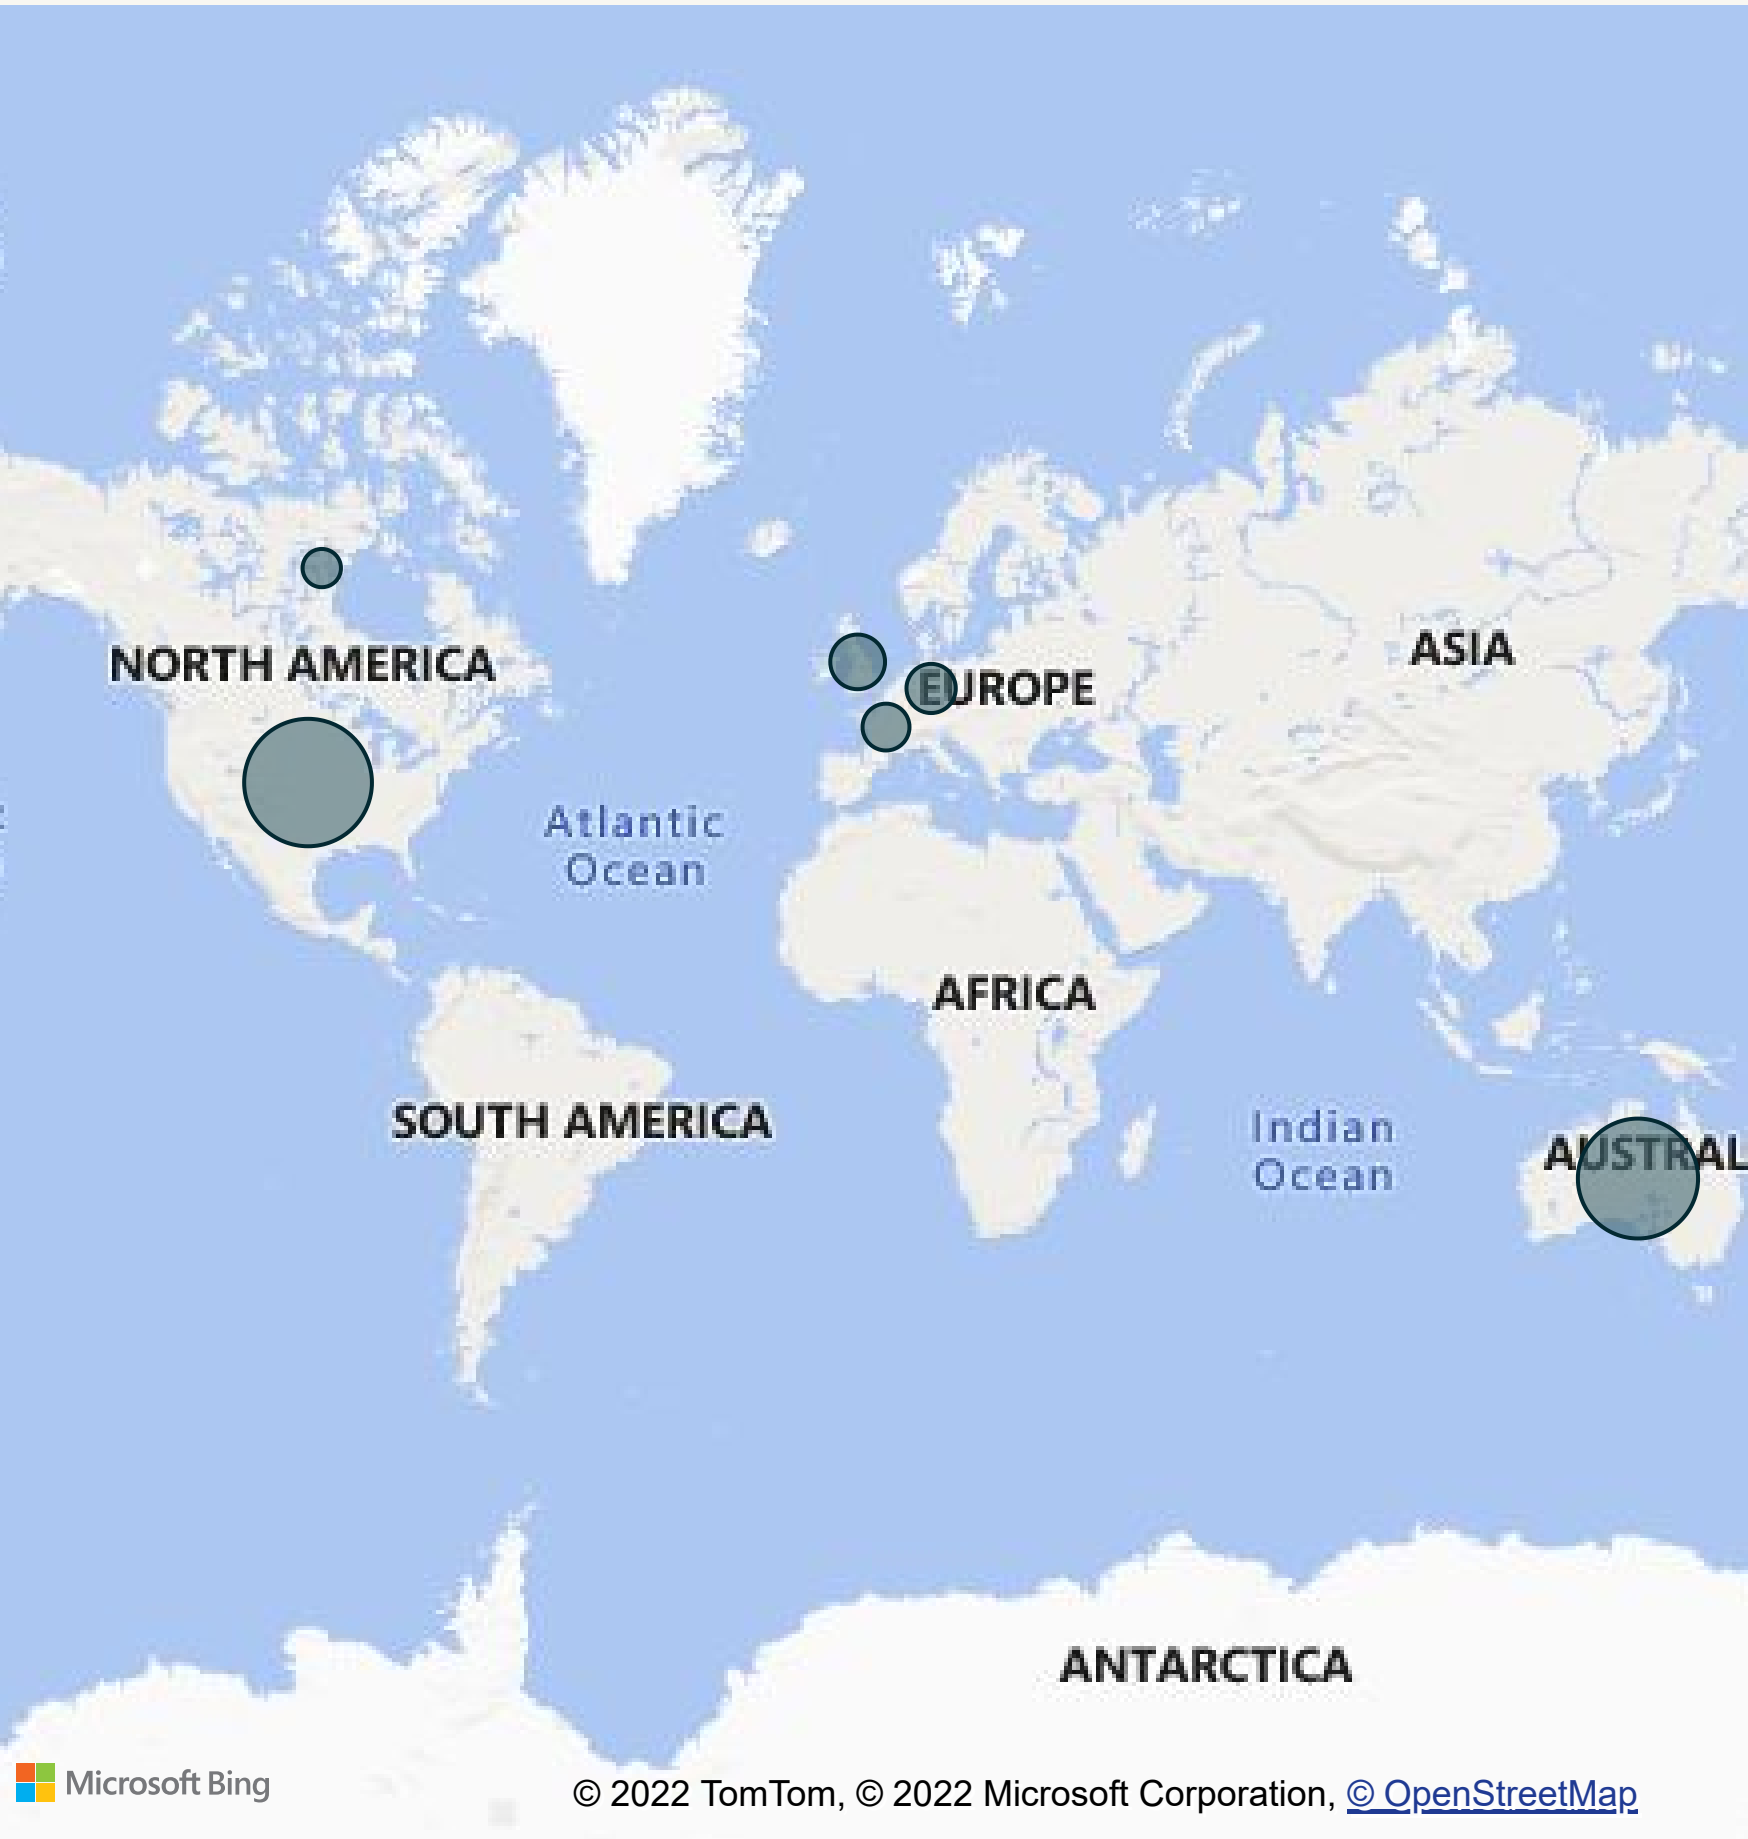 NORTH AMERICA
EUROPE
ASIA
Atlantic
Ocean
AFRICA
SOUTH AMERICA
Indian
Ocean
AUSTRAL
ANTARCTICA
Microsoft Bing
© 2022 TomTom, © 2022 Microsoft Corporation, © OpenStreetMap